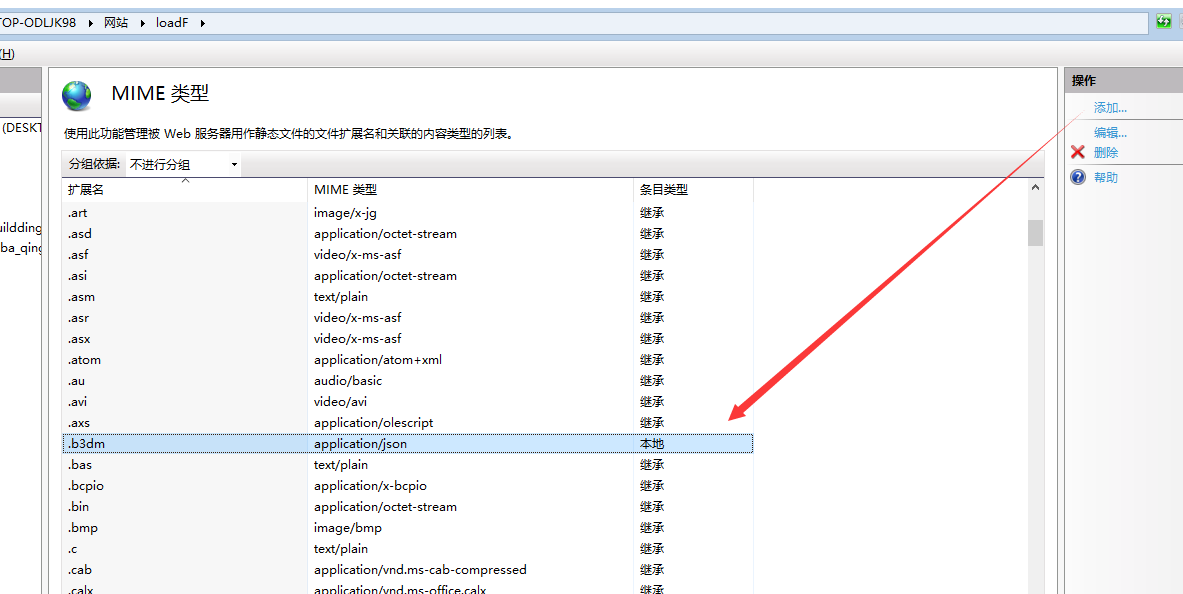 TOP-ODLJK98 网站 loadF
(H)
MIME 类型
操作
添加...
(DESKT
使用此功能管理被 Web 服务器用作静态文件的文件扩展名和关联的内容类型的列表。
编辑...
删除
分组依据: 不进行分组
帮助
扩展名 MIME 类型 条目类型
.art image/x-jg 继承
uildding
.asd application/octet-stream 继承
ba_qing
.asf video/x-ms-asf 继承
.asi application/octet-stream 继承
.asm text/plain 继承
.asr video/x-ms-asf 继承
.asx video/x-ms-asf 继承
.atom application/atom+xml 继承
.au audio/basic 继承
.avi video/avi 继承
.axs application/olescript 继承
.b3dm application/json 本地
.bas text/plain 继承
.bcpio application/x-bcpio 继承
.bin application/octet-stream 继承
.bmp image/bmp 继承
.c text/plain 继承
.cab application/vnd.ms-cab-compressed 继承
.calx application/vnd.ms-office.calx 继承